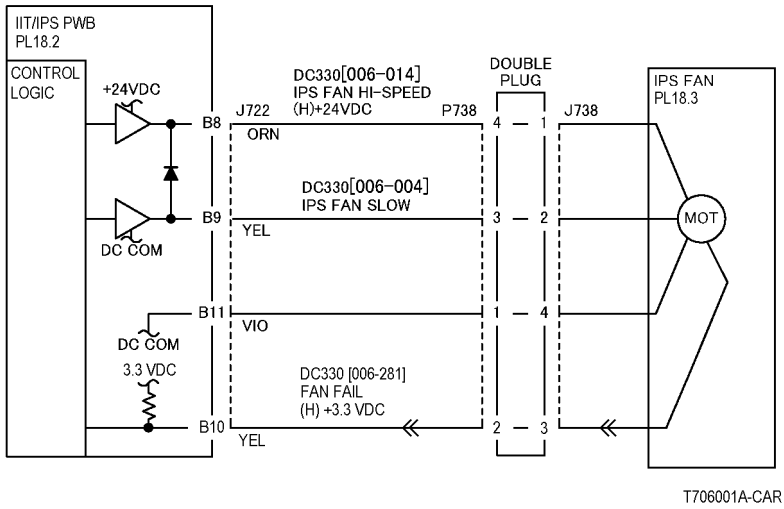 IIT/IPS PWB
PL18.2
CONTROL
LOGIC
+24VDC
DC COM
DC COM
3.3 VDC
B8
B9
B11
B10
J722
ORN
YEL
VIO
YEL
DC330[006-014]
IPS FAN HI-SPEED
(H)+24VDC
DC330[006-004]
IPS FAN SLOW
DC330 [006-281]
FAN FAIL
(H) +3.3 VDC
P738
DOUBLE
PLUG
J738
4 — 1
3 — 2
1 — 4
2 — 3
IPS FAN
PL18.3
MOT
T706001A-CAR